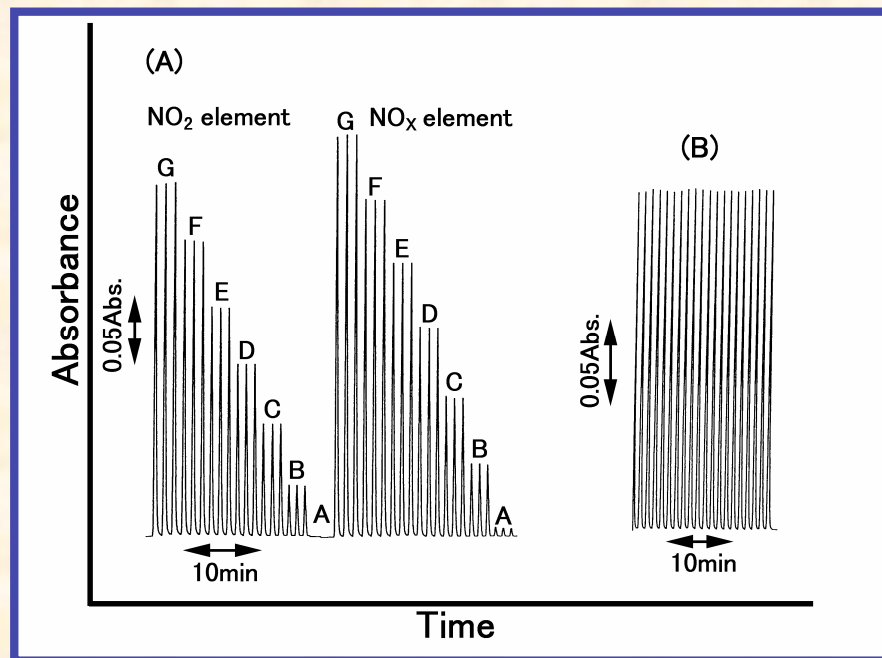 (A)
NO₂ element
NOX element
G
F
E
D
C
B
A
G
F
E
D
C
B
A
0.05Abs.
10min
(B)
0.05Abs.
10min
Absorbance
Time